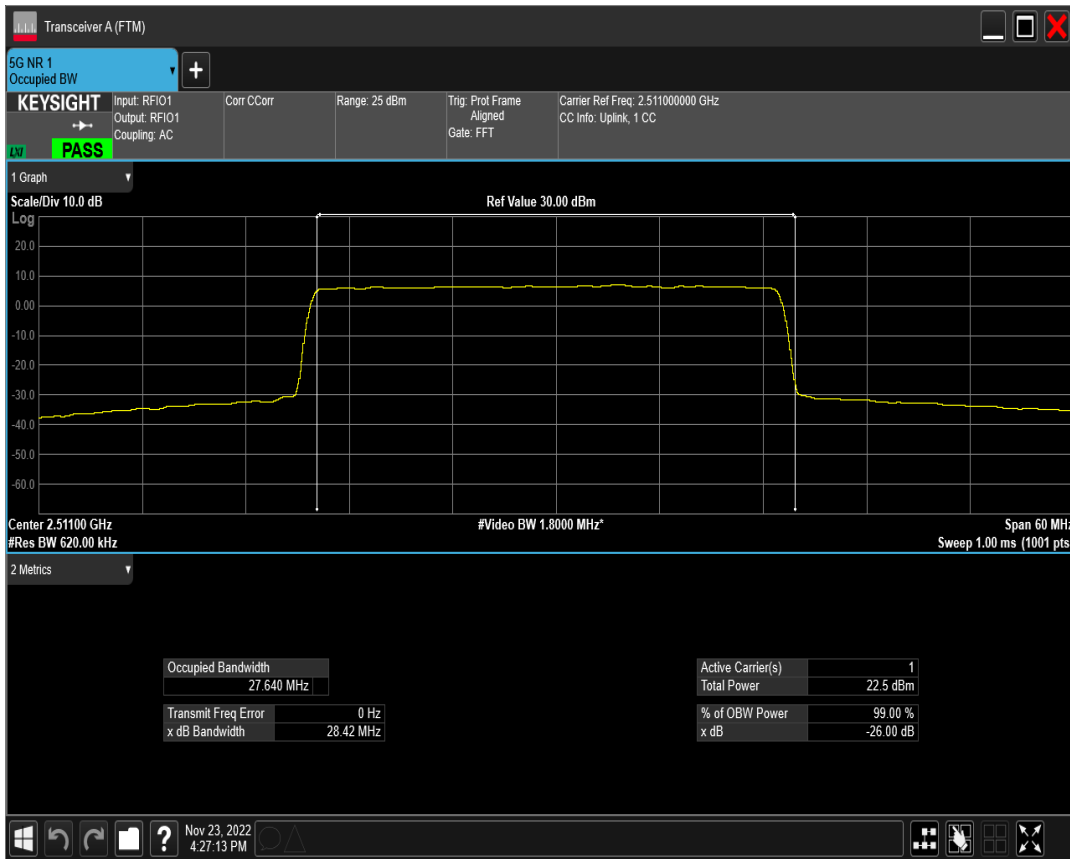 Transceiver A (FTM)
5G NR 1
Occupied BW
+
KEYSIGHT
Input: RFIO1
Output: RFIO1
Coupling: AC
Corr CCorr
Range: 25 dBm
Trig: Prot Frame
Aligned
Gate: FFT
Carrier Ref Freq: 2.511000000 GHz
CC Info: Uplink, 1 CC
LXI
PASS
1 Graph
Scale/Div 10.0 dB
Ref Value 30.00 dBm
Log
20.0
10.0
0.00
-10.0
-20.0
-30.0
-40.0
-50.0
-60.0
Center 2.51100 GHz
#Video BW 1.8000 MHz*
Span 60 MHz
#Res BW 620.00 kHz
Sweep 1.00 ms (1001 pts
2 Metrics
Occupied Bandwidth
27.640 MHz
Transmit Freq Error 0 Hz
x dB Bandwidth 28.42 MHz
Active Carrier(s) 1
Total Power 22.5 dBm
% of OBW Power 99.00 %
x dB -26.00 dB
?
Nov 23, 2022
4:27:13 PM